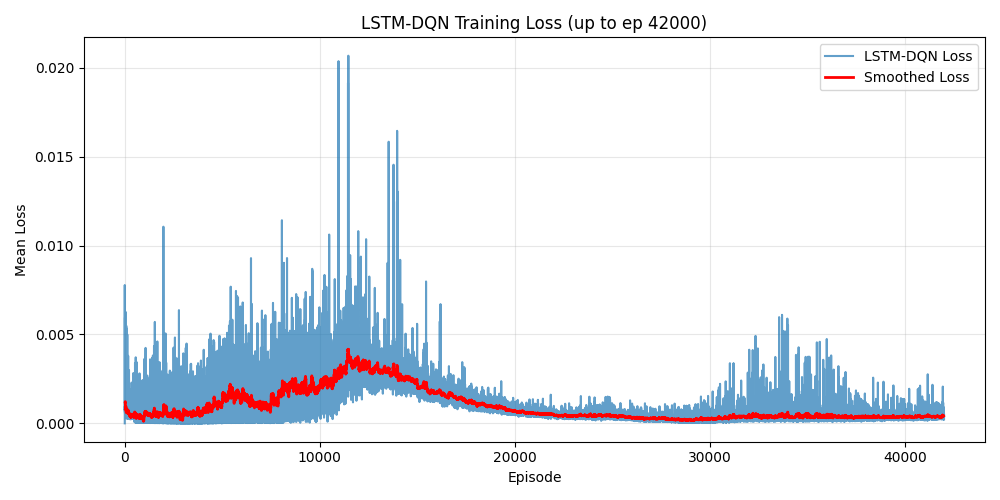 LSTM-DQN Training Loss (up to ep 42000)
LSTM-DQN Loss
Smoothed Loss
Mean Loss
0.020
0.015
0.010
0.005
0.000
0 10000 20000 30000 40000
Episode